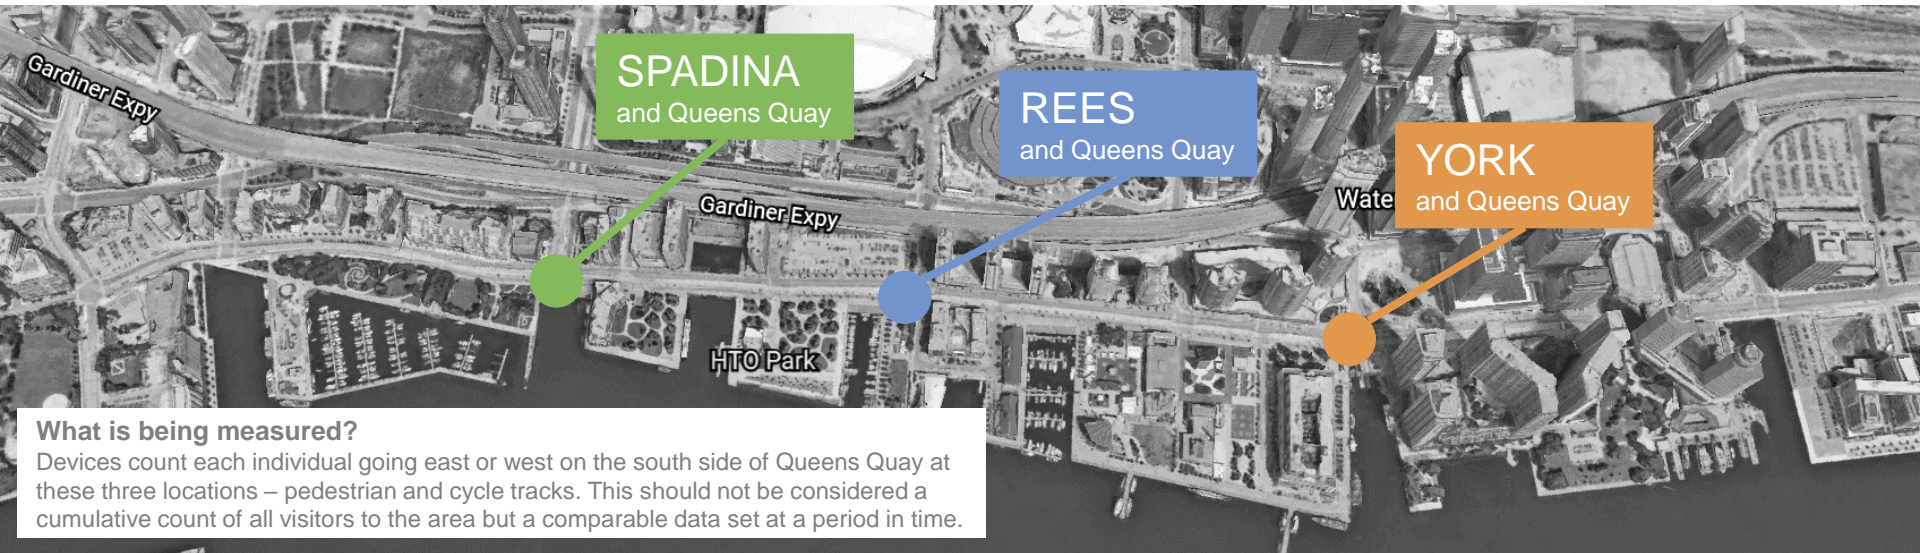 Gardiner Expy
SPADINA
and Queens Quay
REES
and Queens Quay
YORK
and Queens Quay
Gardiner Expy
Wate
HTO Park
What is being measured?
Devices count each individual going east or west on the south side of Queens Quay at
these three locations – pedestrian and cycle tracks. This should not be considered a
cumulative count of all visitors to the area but a comparable data set at a period in time.